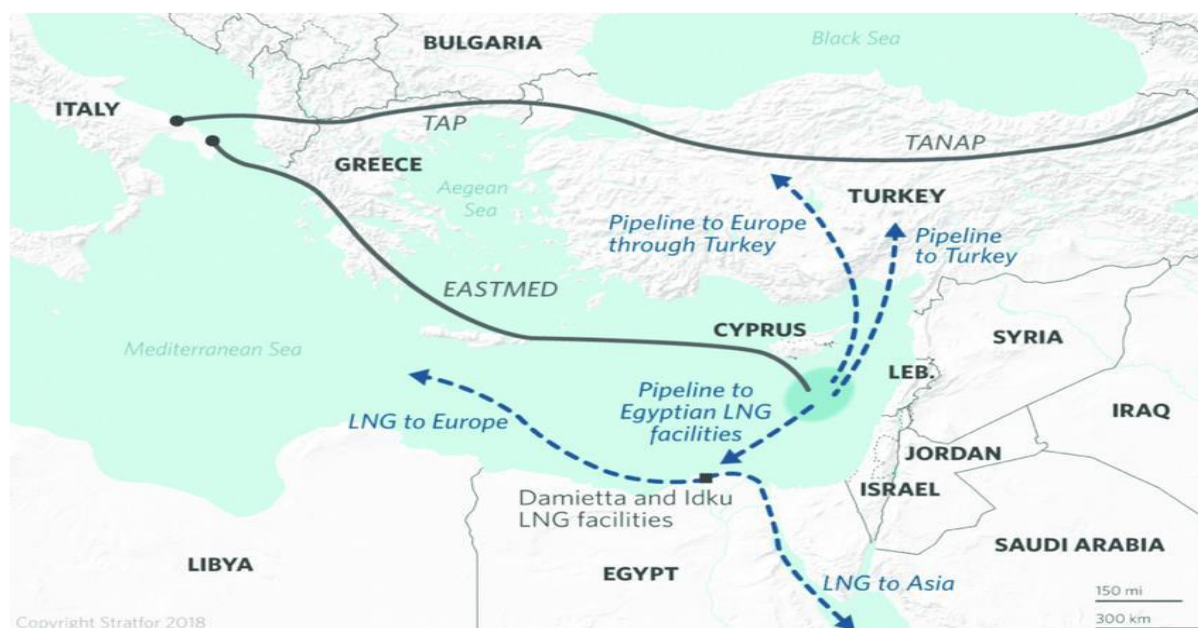 BULGARIA
Black Sea
ITALY
TAP
TANAP
GREECE
Aegean
Sea
TURKEY
Pipeline to Europe
through Turkey
Pipeline
to Turkey
EASTMED
CYPRUS
SYRIA
Mediterranean Sea
LEB.
Pipeline to
Egyptian LNG
facilities
IRAQ
LNG to Europe
JORDAN
ISRAEL
Damietta and Idku
LNG facilities
SAUDI ARABIA
LIBYA
EGYPT
LNG to Asia
150 mi
300 km
Copyright Stratfor 2018